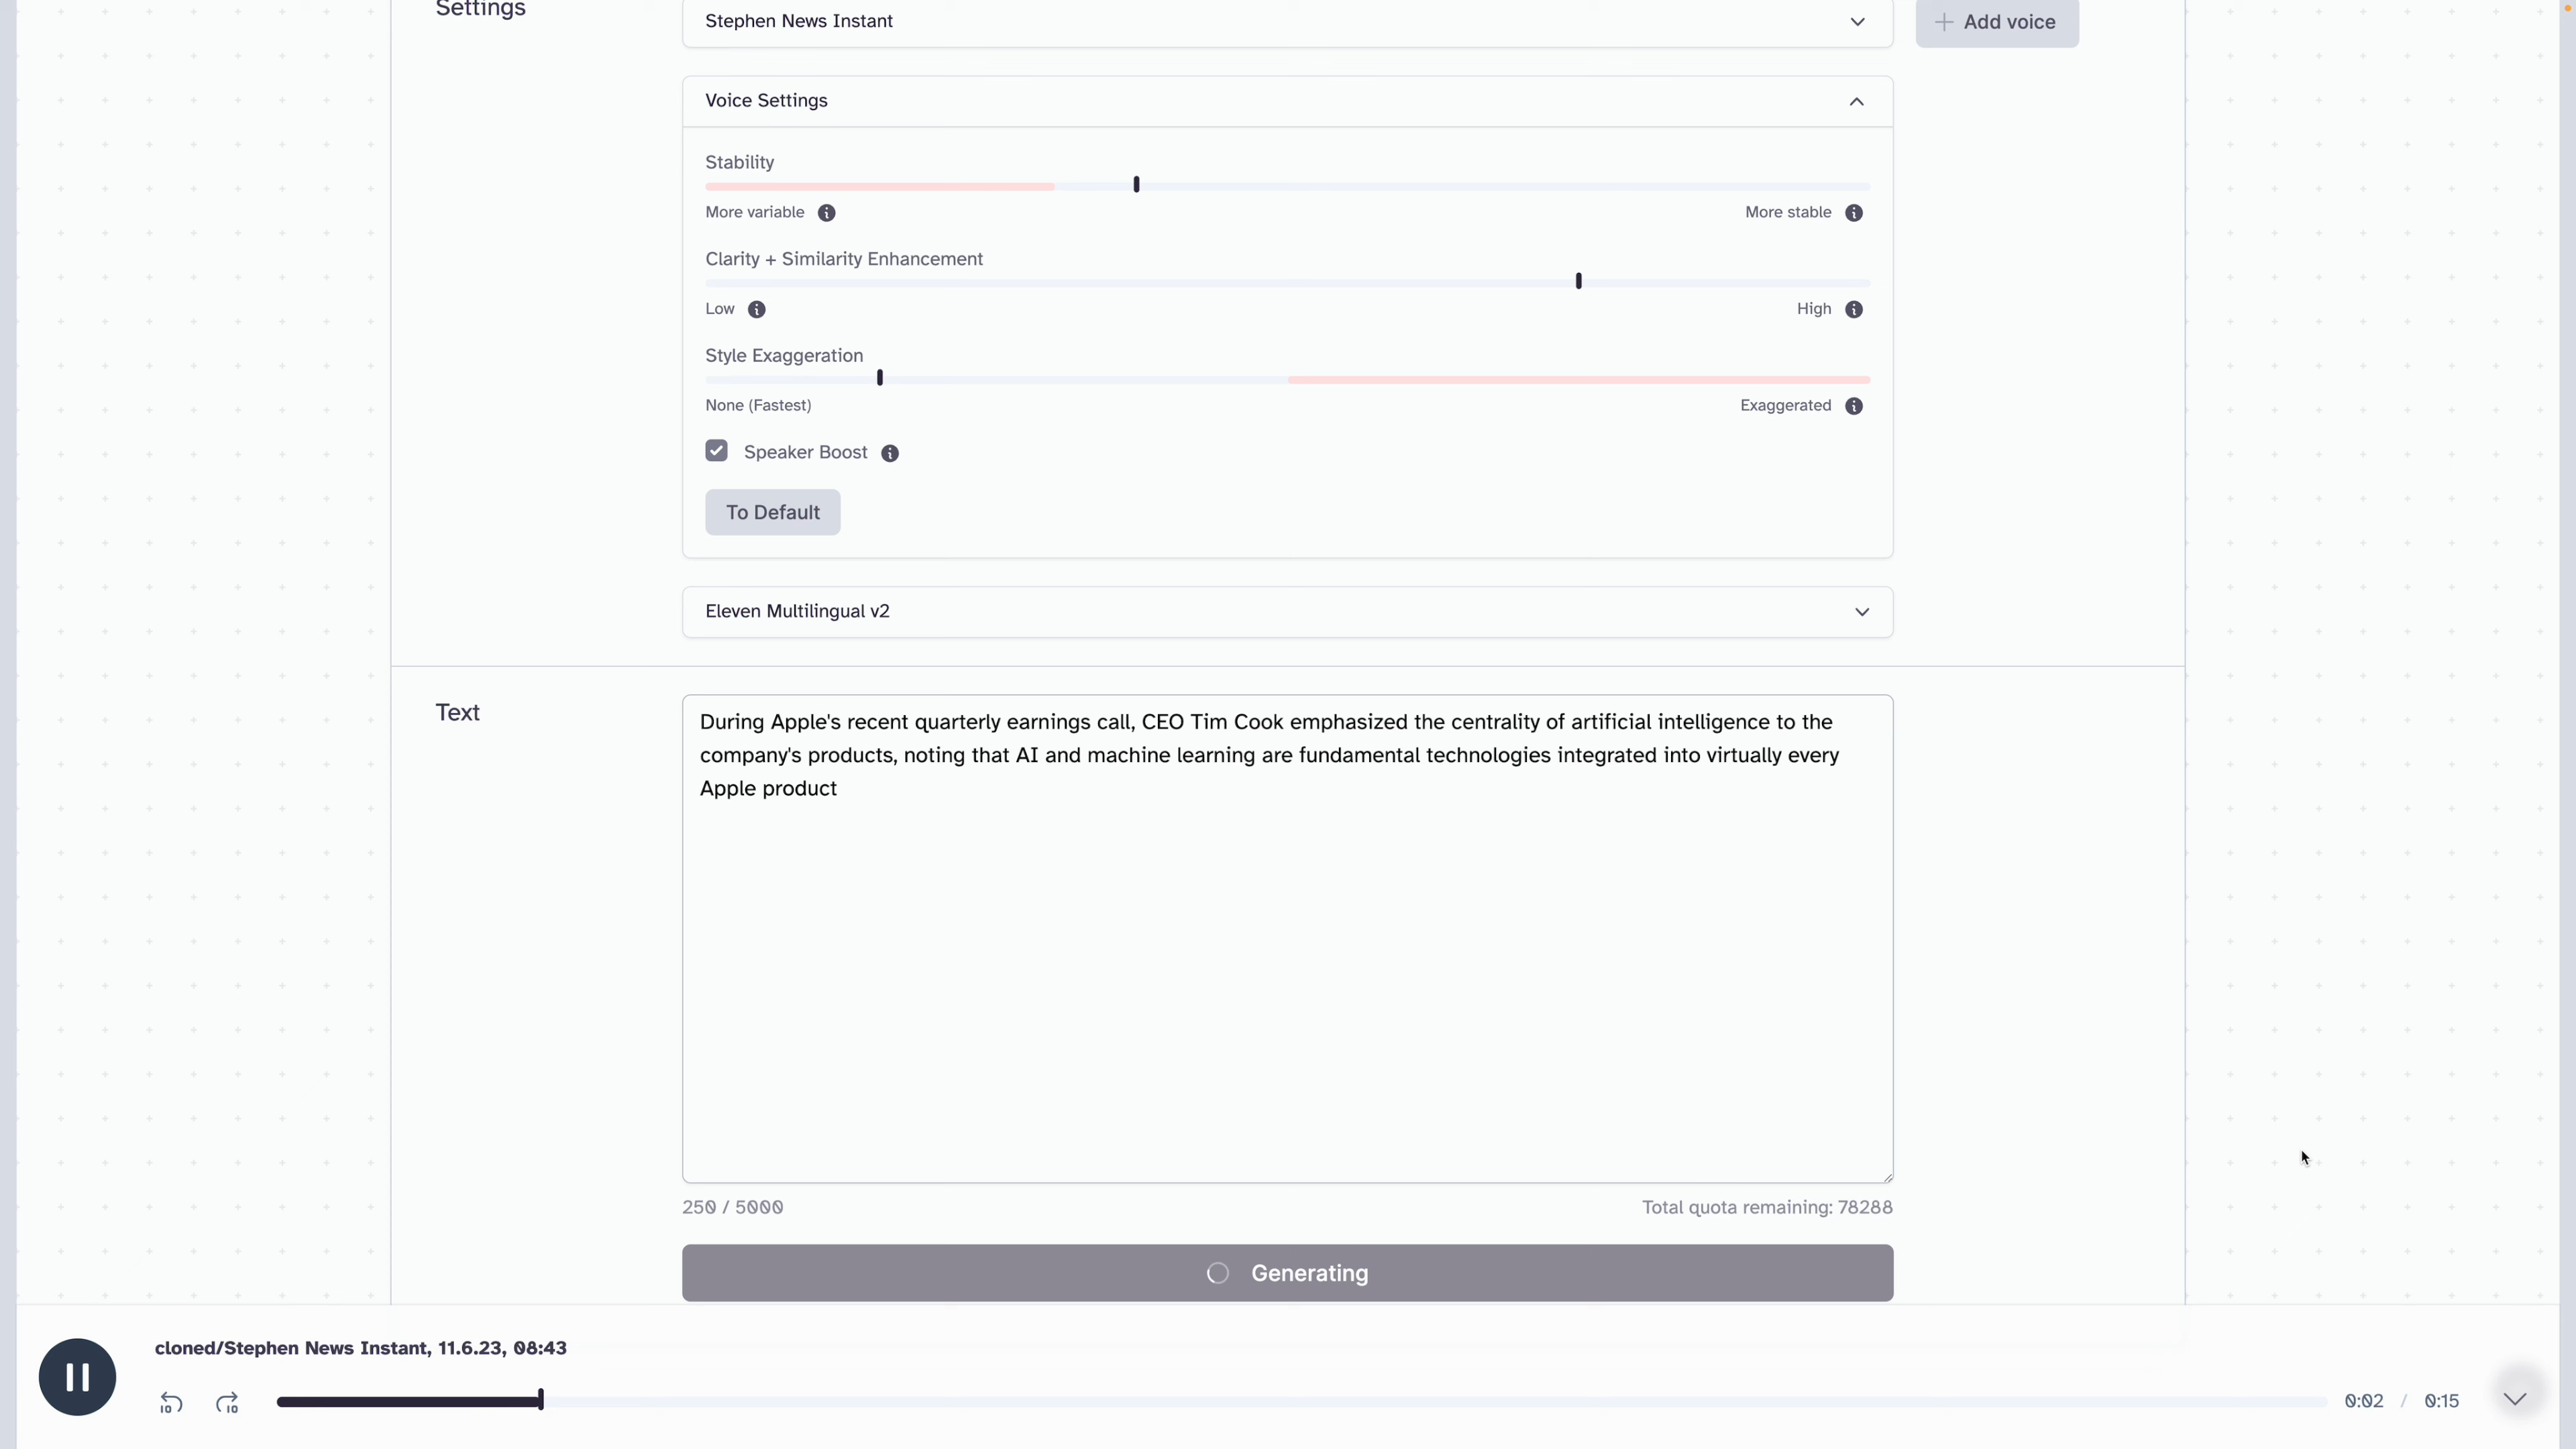 Settings
Stephen News Instant
Add voice
Voice Settings
Stability
More variable
More stable
Clarity + Similarity Enhancement
Low
High
Style Exaggeration
None (Fastest)
Exaggerated
Speaker Boost
To Default
Eleven Multilingual v2
Text
During Apple's recent quarterly earnings call, CEO Tim Cook emphasized the centrality of artificial intelligence to the
company's products, noting that AI and machine learning are fundamental technologies integrated into virtually every
Apple product
250 / 5000
Total quota remaining: 78288
Generating
cloned/Stephen News Instant, 11.6.23, 08:43
10
10
0:02 / 0:15